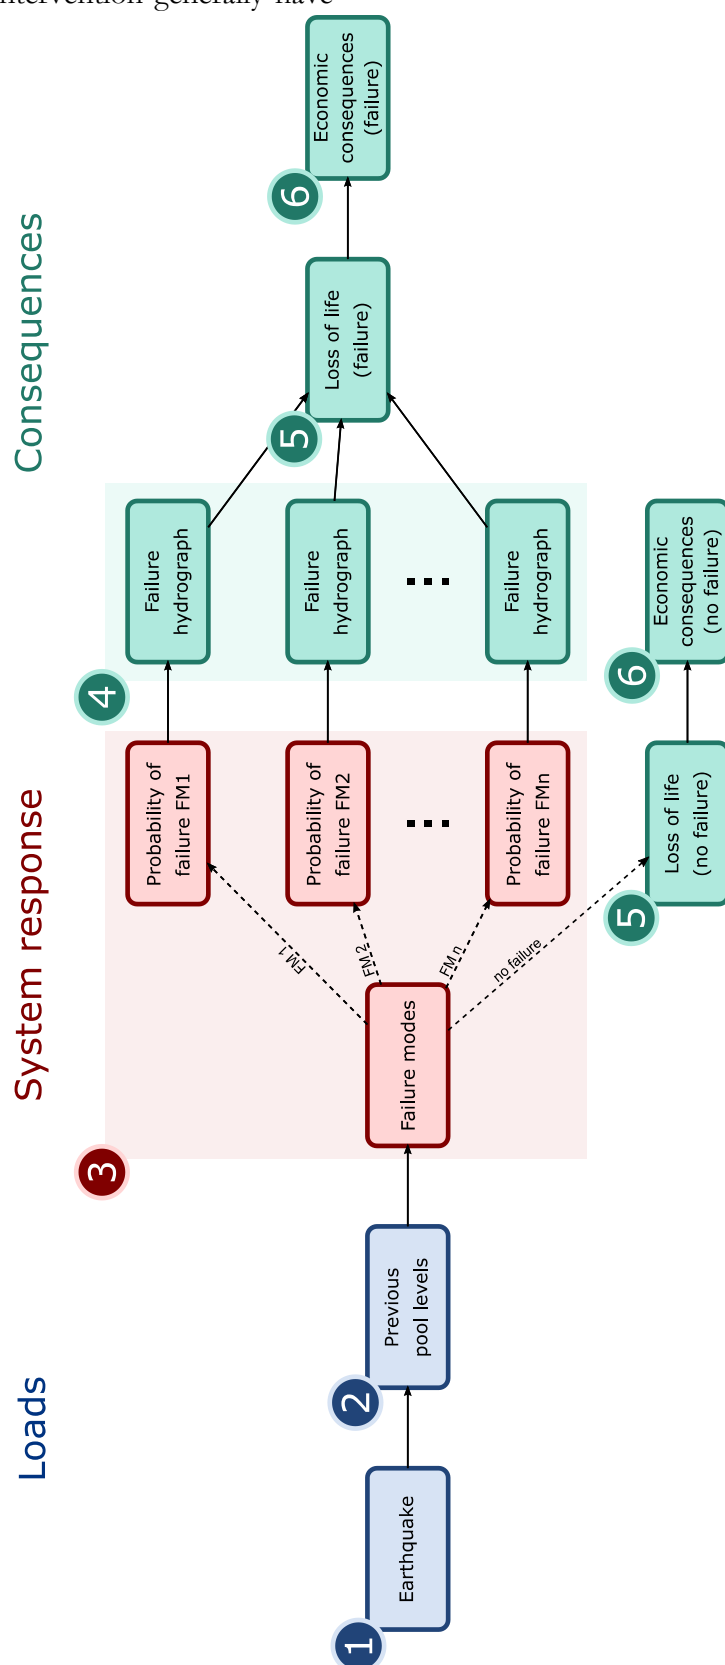 ntervention generally have
Loads
System response
Consequences
1
Earthquake
2
Previous
pool levels
3
Failure modes
FM 1
FM 2
FM n
no failure
Probability of
failure FM1
Probability of
failure FM2
Probability of
failure FMn
4
Failure
hydrograph
Failure
hydrograph
Failure
hydrograph
5
Loss of life
(failure)
6
Economic
consequences
(failure)
5
Loss of life
(no failure)
6
Economic
consequences
(no failure)